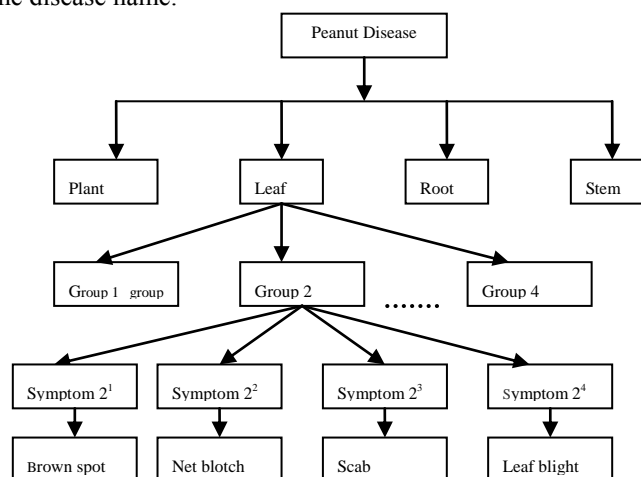 ne disease name.
Peanut Disease
Plant Leaf Root Stem
Group 1 group Group 2 ....... Group 4
Symptom 2¹ Symptom 2² Symptom 2³ Symptom 2⁴
Brown spot Net blotch Scab Leaf blight